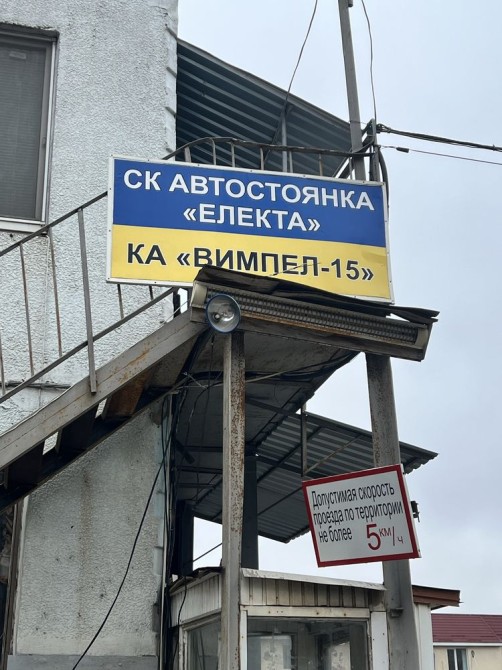 СК АВТОСТОЯНКА
«ЕЛЕКТА»
КА «ВИМПЕЛ-15»
Допустимая скорость
проезда по территории
не более 5 км/ч